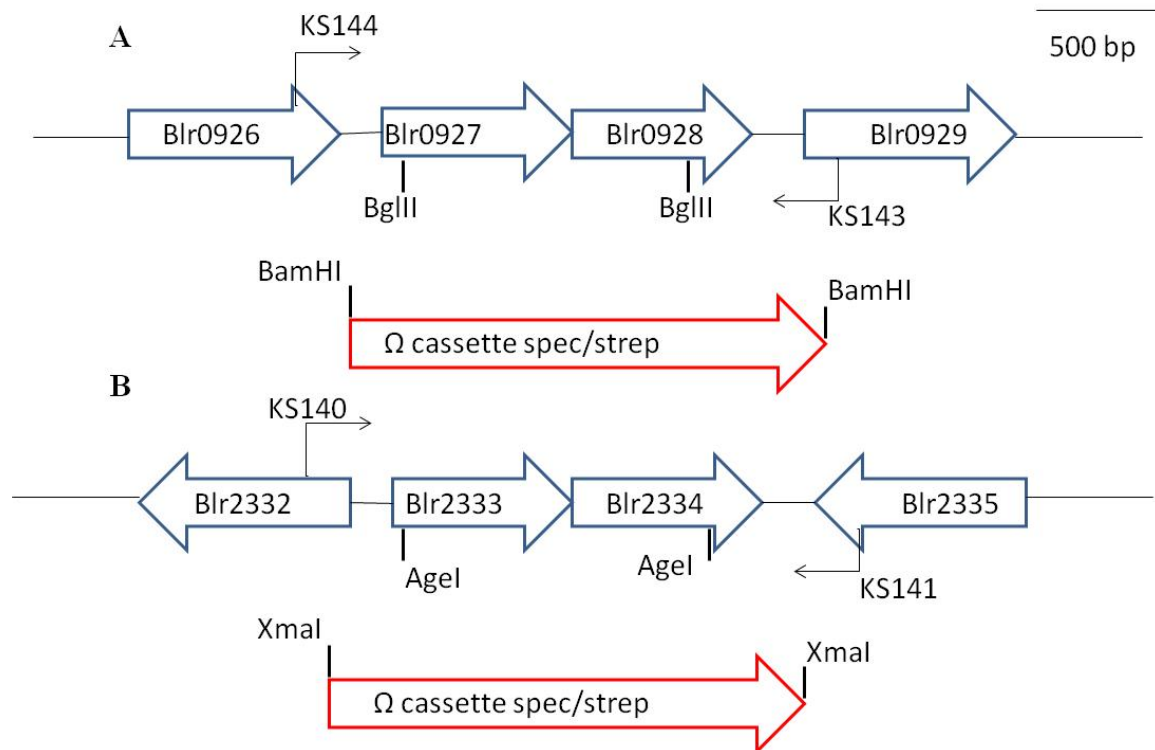 A
KS144
500 bp
Blr0926
Blr0927
Blr0928
Blr0929
BglII
BglII
KS143
BamHI
BamHI
Ω cassette spec/strep
B
KS140
Blr2332
Blr2333
Blr2334
Blr2335
AgeI
AgeI
KS141
XmaI
XmaI
Ω cassette spec/strep